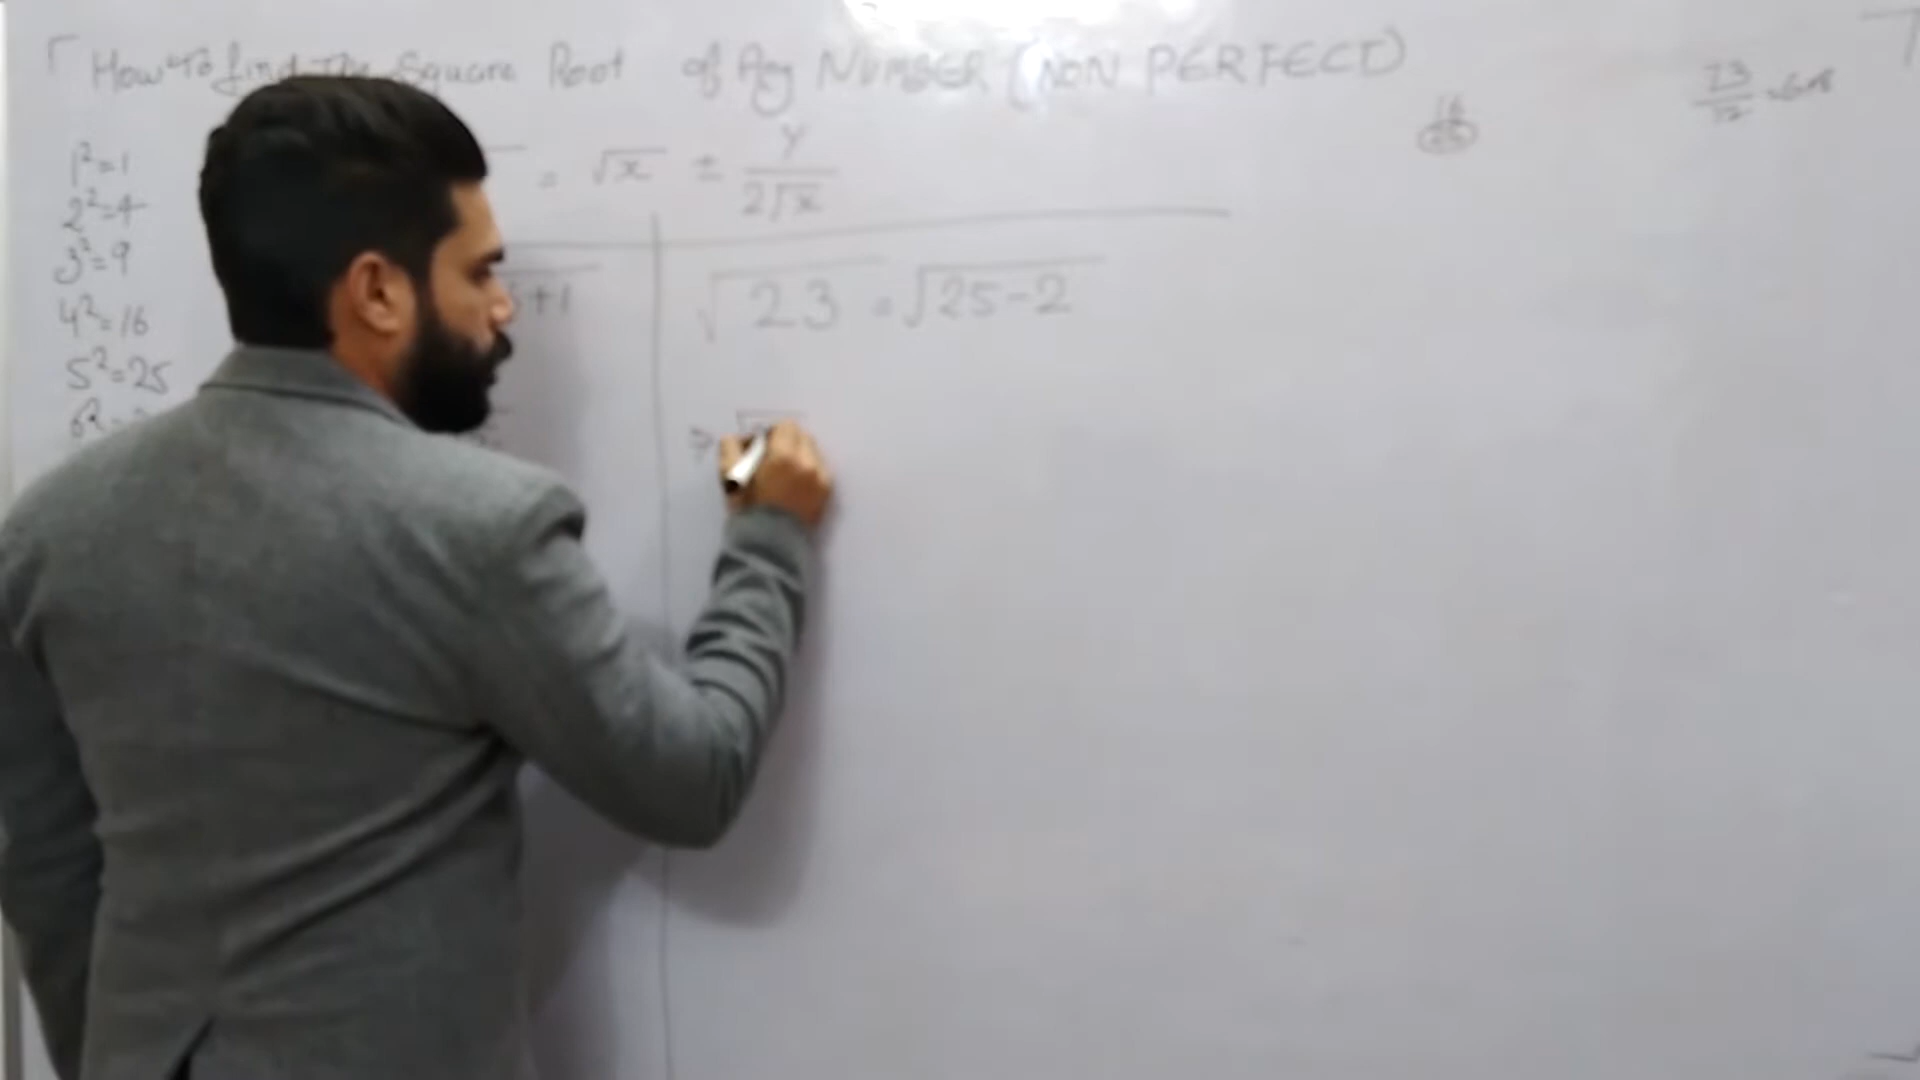 How To find The Square Root of Any NUMBER (NON PERFECT)
1²=1
2²=4
3²=9
4²=16
5²=25
= √x ± y/2√x
+1
√23 = √25-2